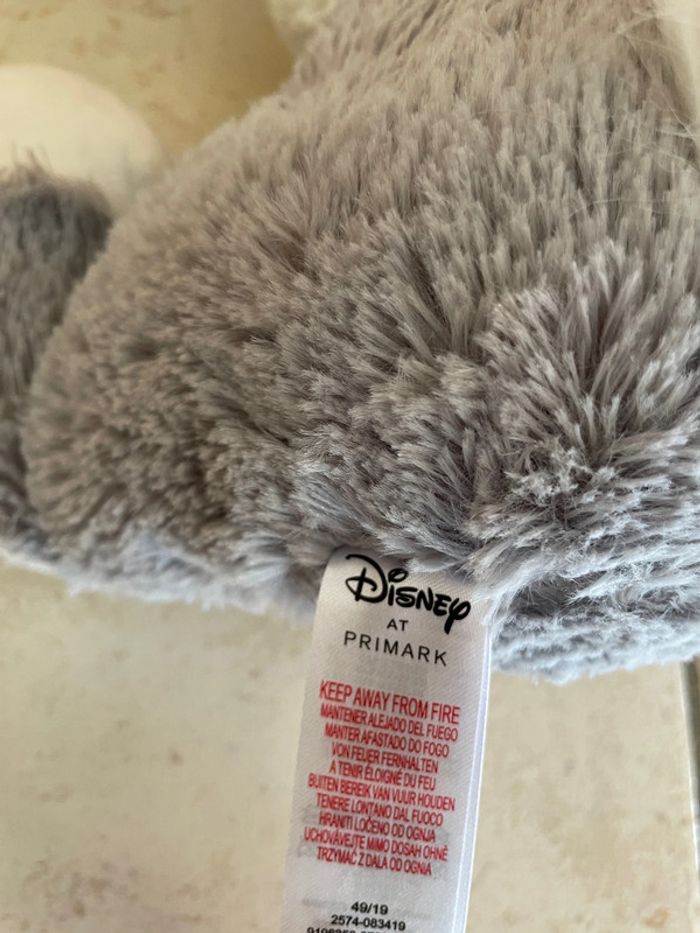 Disney
AT
PRIMARK
KEEP AWAY FROM FIRE
MANTENER ALEJADO DEL FUEGO
MANTER AFASTADO DO FOGO
VON FEUER FERNHALTEN
A TENIR ÉLOIGNÉ DU FEU
BUITEN BEREIK VAN VUUR HOUDEN
TENERE LONTANO DAL FUOCO
HRANITI LOČENO OD OGNJA
UCHOVÁVEJTE MIMO DOSAH OHNĚ
TRZYMAĆ Z DALA OD OGNIA
49/19
2574-083419